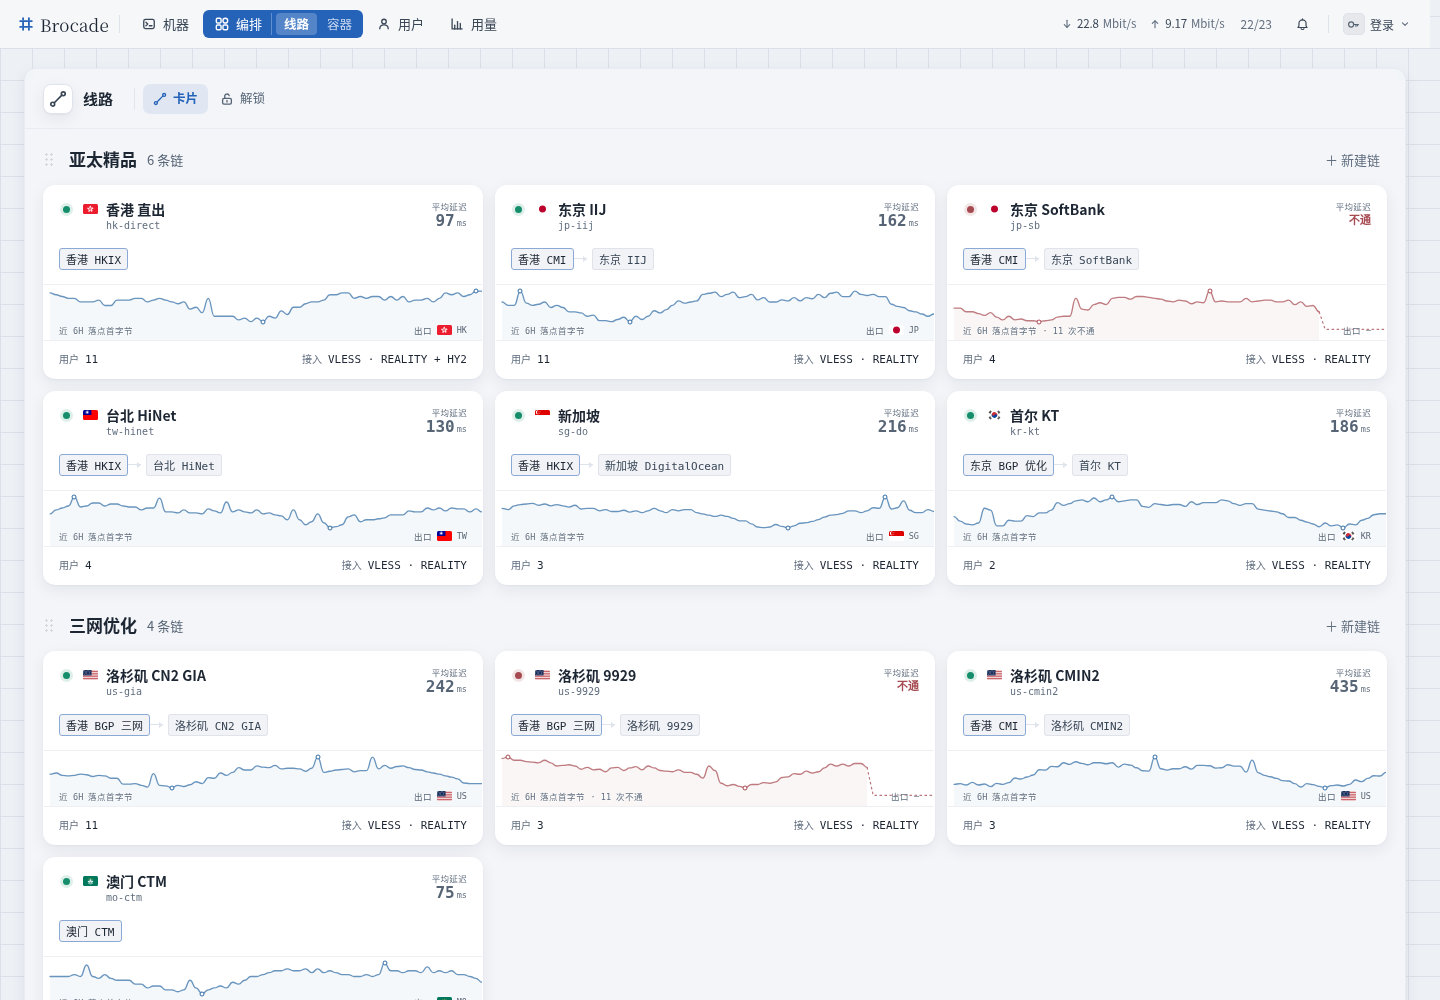 Brocade 机器 编排 线路 容器 用户 用量 ↓ 22.8 Mbit/s ↑ 9.17 Mbit/s 22/23 登录
线路 卡片 解锁
亚太精品 6 条链 + 新建链
香港 直出 平均延迟
hk-direct 97 ms
香港 HKIX
近 6H 落点首字节 出口 HK
用户 11 接入 VLESS · REALITY + HY2
东京 IIJ 平均延迟
jp-iij 162 ms
香港 CMI 东京 IIJ
近 6H 落点首字节 出口 JP
用户 11 接入 VLESS · REALITY
东京 SoftBank 平均延迟
jp-sb 不通
香港 CMI 东京 SoftBank
近 6H 落点首字节 · 11 次不通 出口 —
用户 4 接入 VLESS · REALITY
台北 HiNet 平均延迟
tw-hinet 130 ms
香港 HKIX 台北 HiNet
近 6H 落点首字节 出口 TW
用户 4 接入 VLESS · REALITY
新加坡 平均延迟
sg-do 216 ms
香港 HKIX 新加坡 DigitalOcean
近 6H 落点首字节 出口 SG
用户 3 接入 VLESS · REALITY
首尔 KT 平均延迟
kr-kt 186 ms
东京 BGP 优化 首尔 KT
近 6H 落点首字节 出口 KR
用户 2 接入 VLESS · REALITY
三网优化 4 条链 + 新建链
洛杉矶 CN2 GIA 平均延迟
us-gia 242 ms
香港 BGP 三网 洛杉矶 CN2 GIA
近 6H 落点首字节 出口 US
用户 11 接入 VLESS · REALITY
洛杉矶 9929 平均延迟
us-9929 不通
香港 BGP 三网 洛杉矶 9929
近 6H 落点首字节 · 11 次不通 出口 —
用户 3 接入 VLESS · REALITY
洛杉矶 CMIN2 平均延迟
us-cmin2 435 ms
香港 CMI 洛杉矶 CMIN2
近 6H 落点首字节 出口 US
用户 3 接入 VLESS · REALITY
澳门 CTM 平均延迟
mo-ctm 75 ms
澳门 CTM